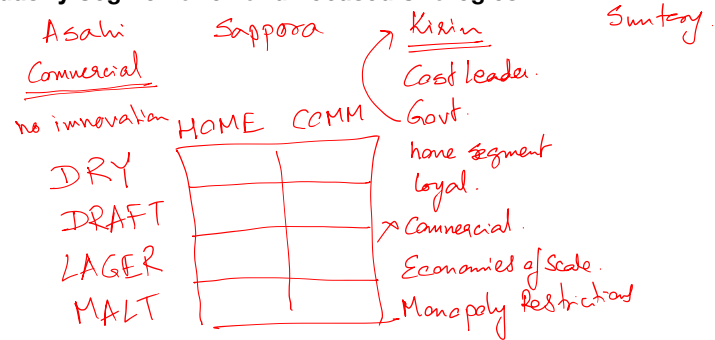 Asahi Sappora Kirin Suntory
Commercial Cost leader.
no innovation HOME COMM Govt.
DRY home segment
loyal.
DRAFT × Commercial.
LAGER Economies of Scale.
MALT Monopoly Restrictions